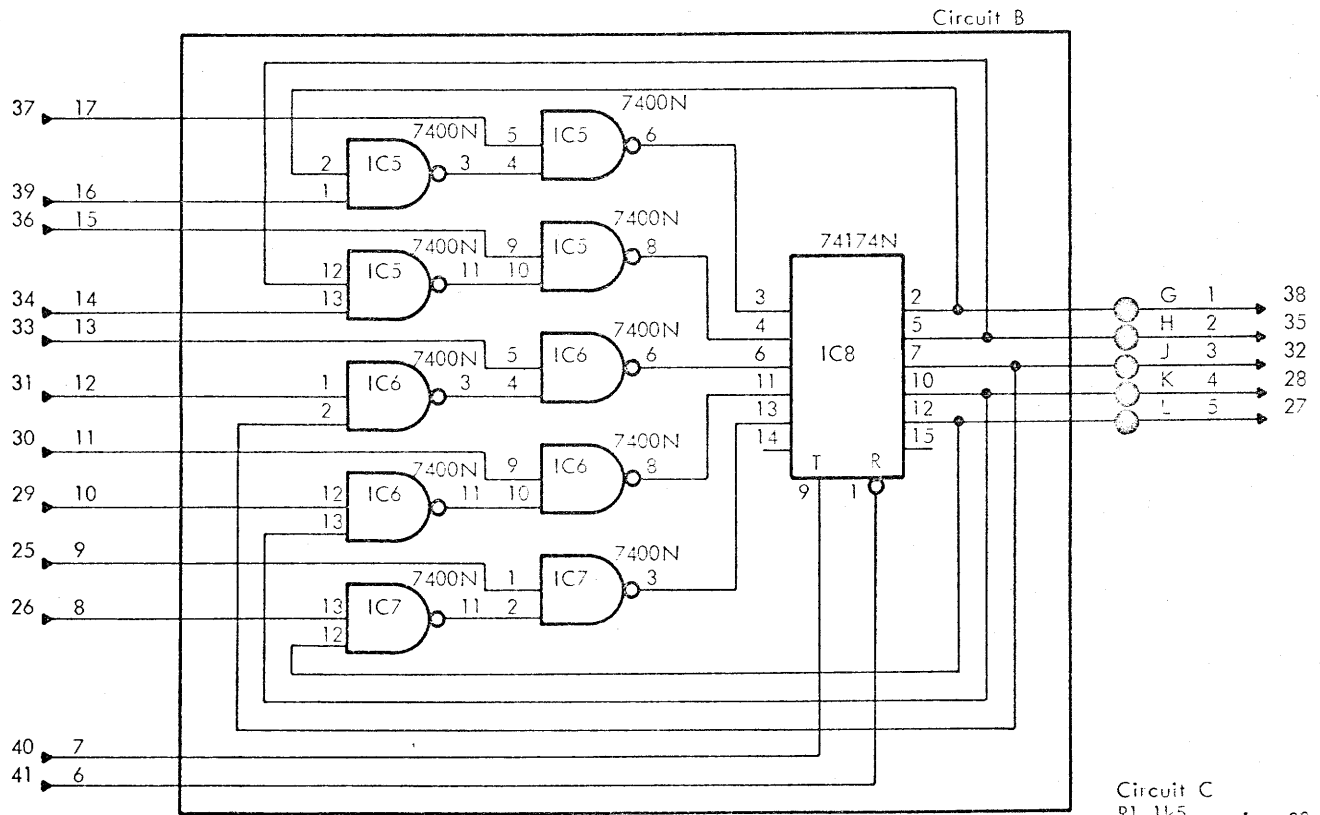 Circuit B
37 17
7400N
7400N
5 IC5 6
2 IC5 3 4
1
39 16
36 15
7400N
7400N
9 IC5 8
12 IC5 11 10
13
74174N
34 14
33 13
7400N
7400N
5 IC6 6
1 IC6 3 4
2
31 12
30 11
7400N
7400N
9 IC6 8
12 IC6 11 10
13
29 10
25 9
7400N
7400N
1 IC7 3
13 IC7 11 2
12
26 8
3 2 G 1 38
4 5 H 2 35
6 IC8 7 J 3 32
11 10 K 4 28
13 12 L 5 27
14 15
T R
9 1
40 7
41 6
Circuit C
R1 1k5